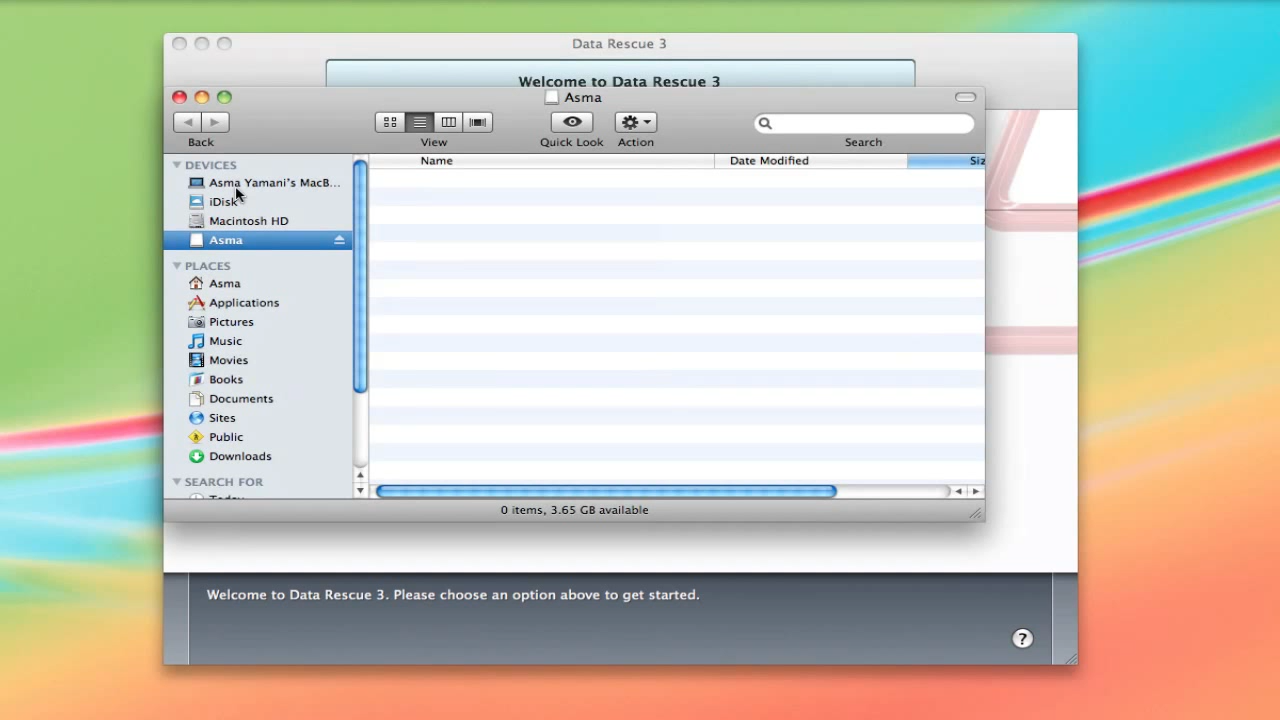 Data Rescue 3
Welcome to Data Rescue 3
Asma
Back
View
Quick Look
Action
Search
Name
Date Modified
Siz
DEVICES
Asma Yamani's MacB...
iDisk
Macintosh HD
Asma
PLACES
Asma
Applications
Pictures
Music
Movies
Books
Documents
Sites
Public
Downloads
SEARCH FOR
Today
0 items, 3.65 GB available
Welcome to Data Rescue 3. Please choose an option above to get started.
?